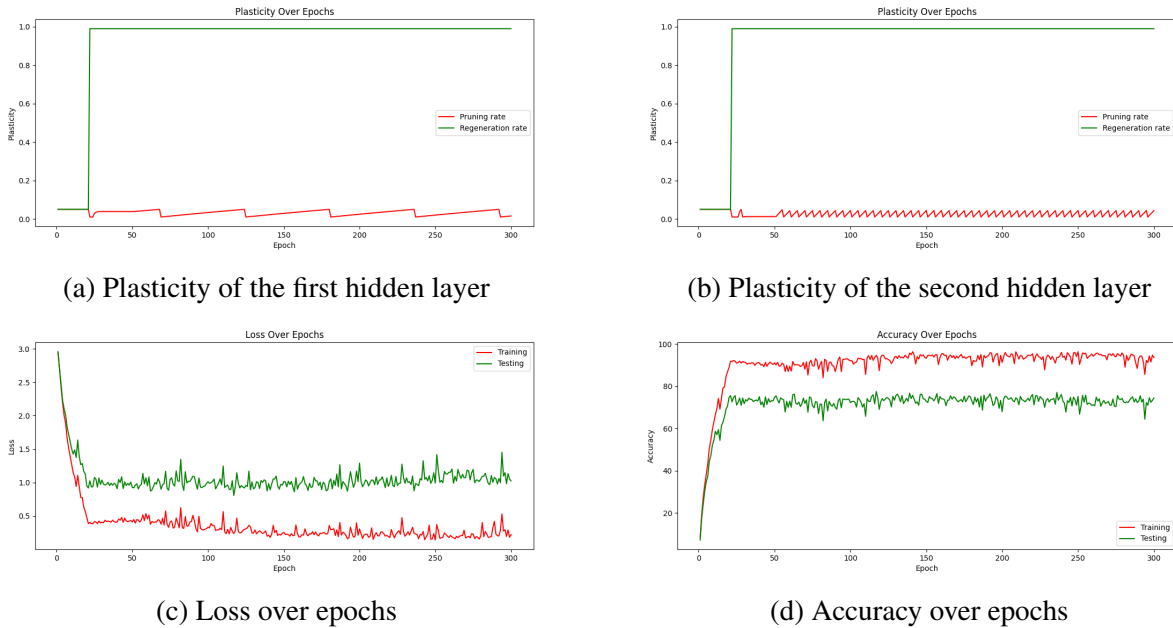 Plasticity Over Epochs
1.0
0.8
0.6
0.4
0.2
0.0
Plasticity
Pruning rate
Regeneration rate
0
50
100
150
200
250
300
Epoch
(a) Plasticity of the first hidden layer
Plasticity Over Epochs
1.0
0.8
0.6
0.4
0.2
0.0
Plasticity
Pruning rate
Regeneration rate
0
50
100
150
200
250
300
Epoch
(b) Plasticity of the second hidden layer
Loss Over Epochs
3.0
2.5
2.0
1.5
1.0
0.5
Loss
Training
Testing
0
50
100
150
200
250
300
Epoch
(c) Loss over epochs
Accuracy Over Epochs
100
80
60
40
20
Accuracy
Training
Testing
0
50
100
150
200
250
300
Epoch
(d) Accuracy over epochs